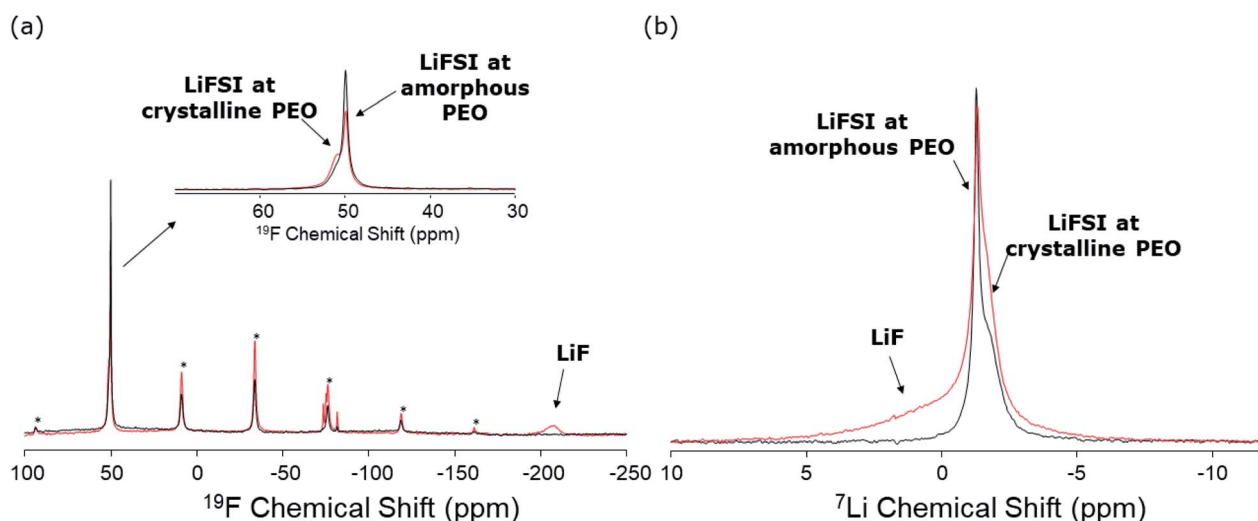 (a)
LiFSI at
crystalline PEO
LiFSI at
amorphous
PEO
60 50 40 30
¹⁹F Chemical Shift (ppm)
* * * * * *
LiF
100 50 0 -50 -100 -150 -200 -250
¹⁹F Chemical Shift (ppm)
(b)
LiFSI at
amorphous PEO
LiFSI at
crystalline PEO
LiF
10 5 0 -5 -10
⁷Li Chemical Shift (ppm)